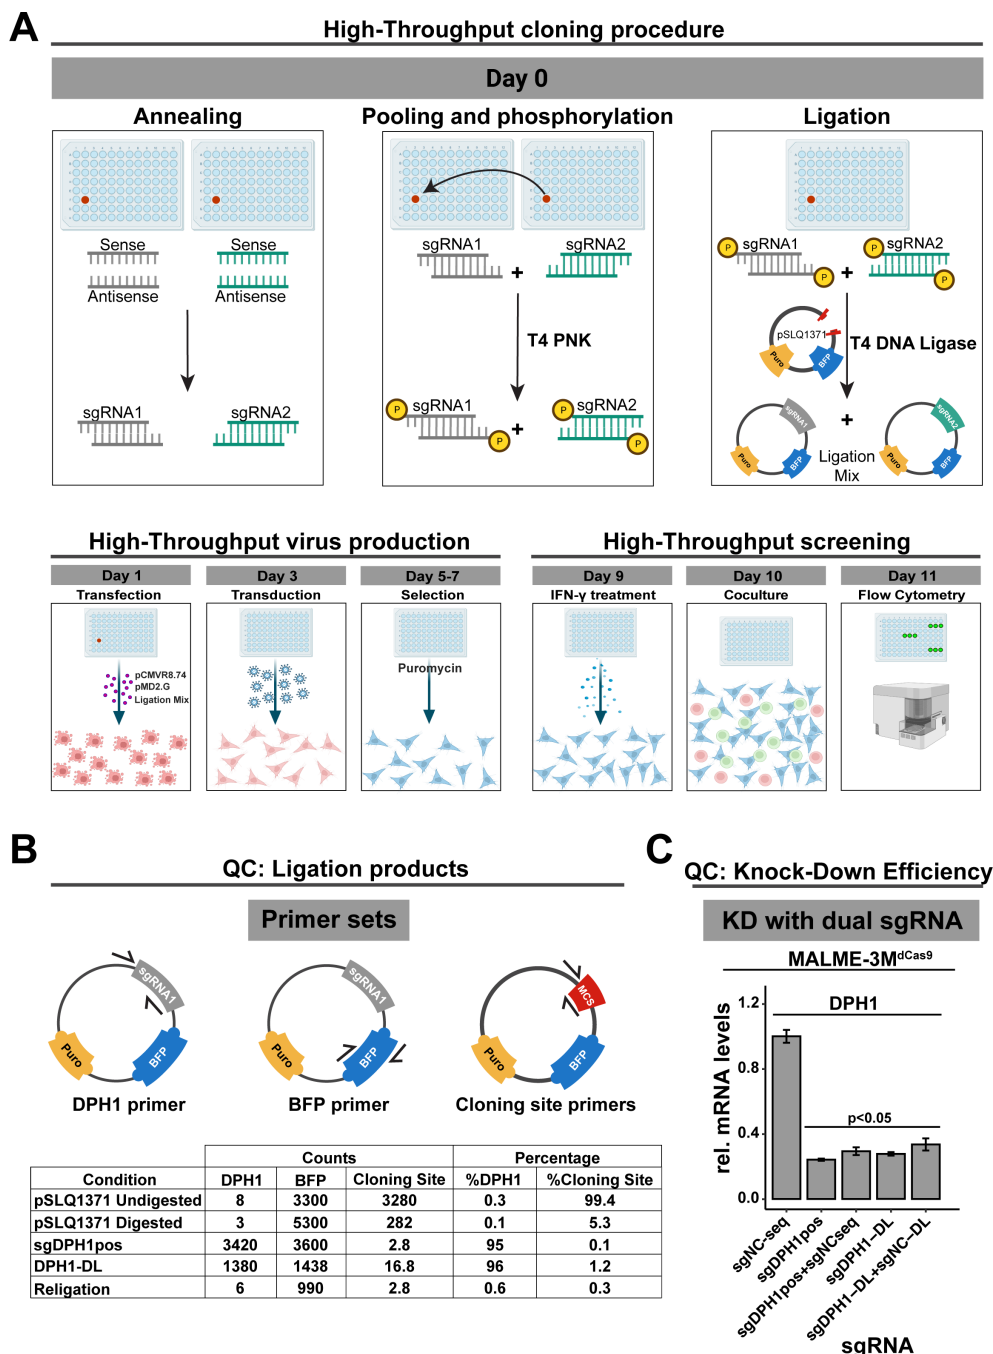 A
High-Throughput cloning procedure
Day 0
Annealing
Pooling and phosphorylation
Ligation
Sense
Sense
Antisense
Antisense
sgRNA1
sgRNA2
sgRNA1
sgRNA2
+
T4 PNK
P
sgRNA1
P
+
sgRNA2
P
P
P
sgRNA1
P
+
sgRNA2
P
P
pSLQ1371
Puro
BFP
T4 DNA Ligase
sgRNA1
Puro
BFP
+
Ligation
Mix
sgRNA2
Puro
BFP
High-Throughput virus production
High-Throughput screening
Day 1
Day 3
Day 5-7
Day 9
Day 10
Day 11
Transfection
Transduction
Selection
IFN-γ treatment
Coculture
Flow Cytometry
pCMVR8.74
pMD2.G
Ligation Mix
Puromycin
B
QC: Ligation products
Primer sets
sgRNA1
Puro
BFP
DPH1 primer
sgRNA1
Puro
BFP
BFP primer
MCS
Puro
BFP
Cloning site primers
Counts Percentage
Condition DPH1 BFP Cloning Site %DPH1 %Cloning Site
pSLQ1371 Undigested 8 3300 3280 0.3 99.4
pSLQ1371 Digested 3 5300 282 0.1 5.3
sgDPH1pos 3420 3600 2.8 95 0.1
DPH1-DL 1380 1438 16.8 96 1.2
Religation 6 990 2.8 0.6 0.3
C
QC: Knock-Down Efficiency
KD with dual sgRNA
MALME-3MdCas9
DPH1
p<0.05
rel. mRNA levels
1.2
0.8
0.4
0.0
sgNC-seq
sgDPH1pos
sgDPH1pos+sgNCseq
sgDPH1–DL
sgDPH1–DL+sgNC–DL
sgRNA